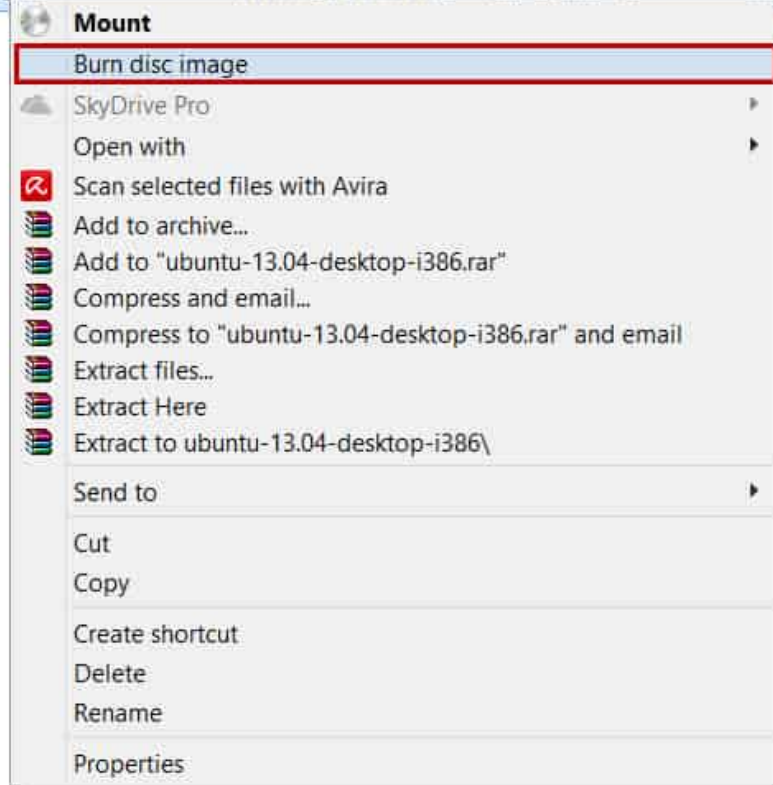 Mount
Burn disc image
SkyDrive Pro
Open with
Scan selected files with Avira
Add to archive...
Add to "ubuntu-13.04-desktop-i386.rar"
Compress and email...
Compress to "ubuntu-13.04-desktop-i386.rar" and email
Extract files...
Extract Here
Extract to ubuntu-13.04-desktop-i386\
Send to
Cut
Copy
Create shortcut
Delete
Rename
Properties